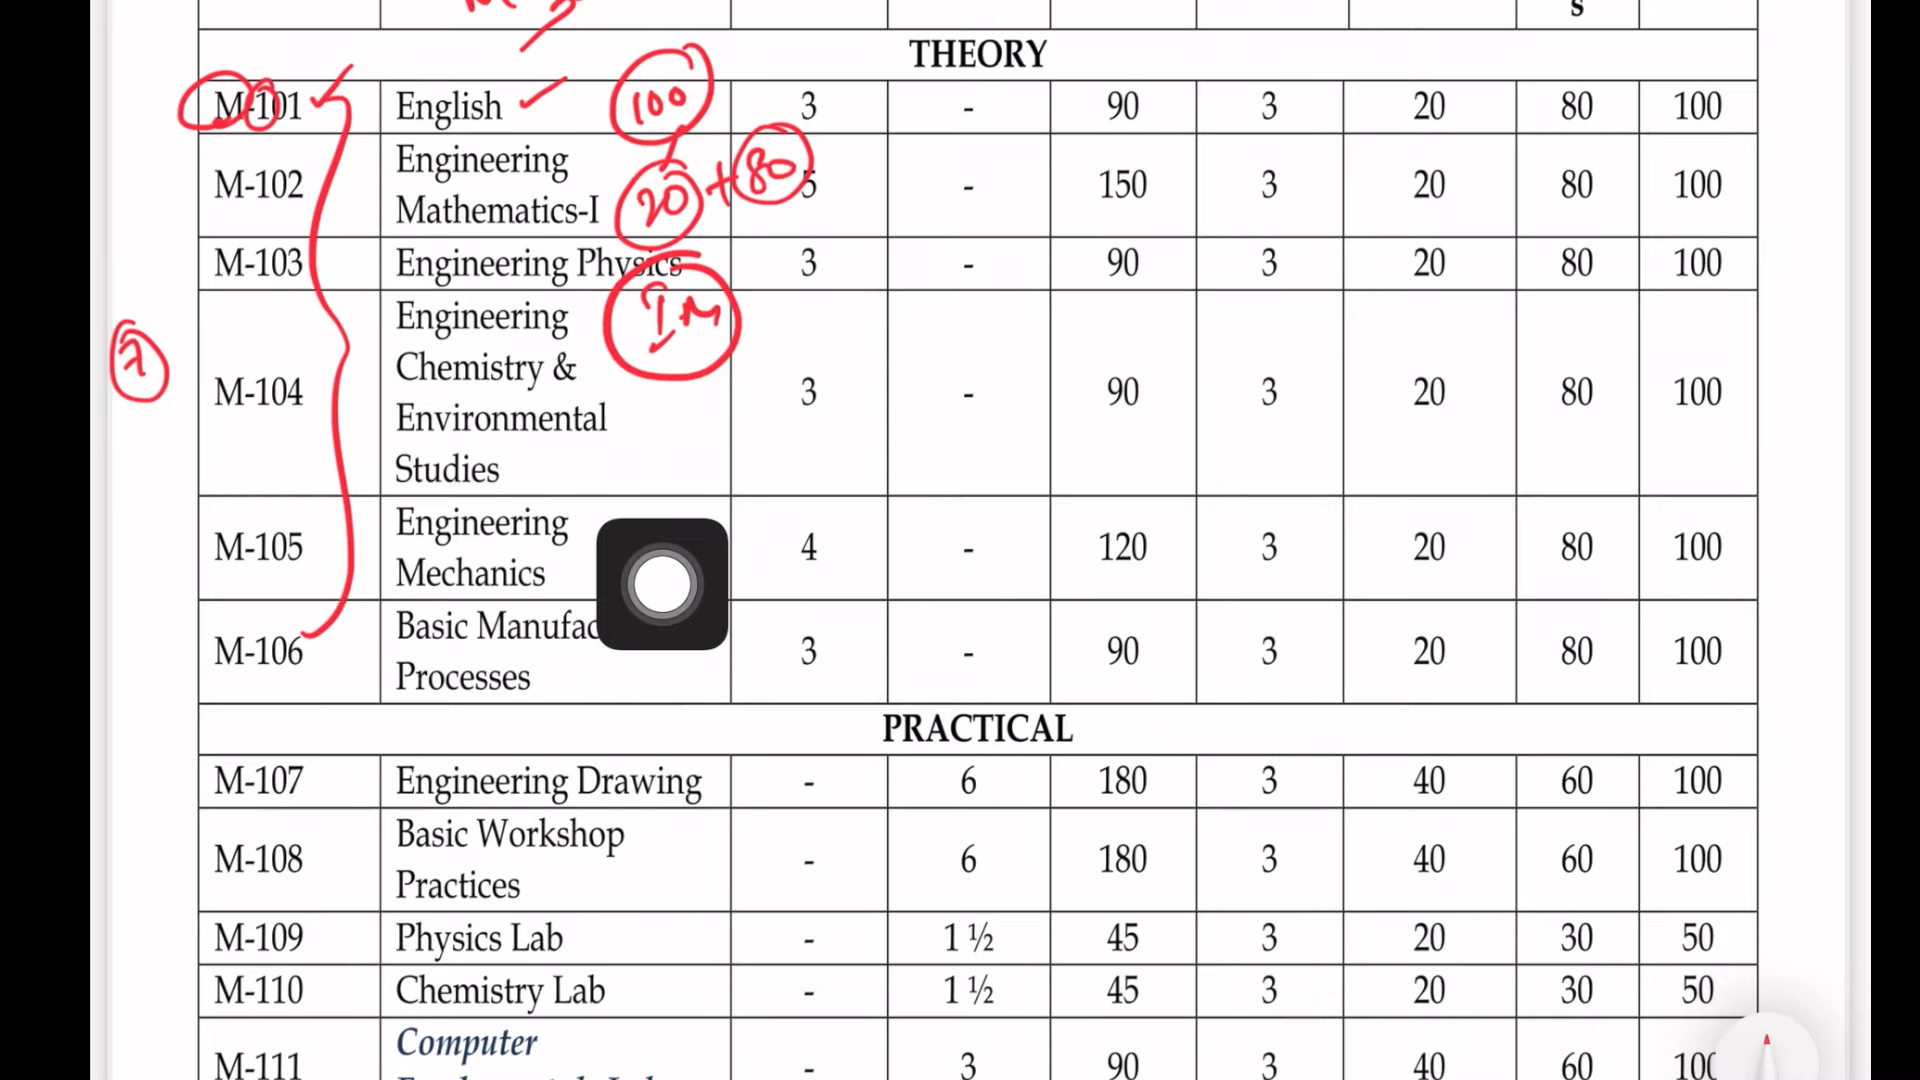 s
THEORY
M-101 English 100 3 - 90 3 20 80 100
M-102 Engineering Mathematics-I 20 + 80 5 - 150 3 20 80 100
M-103 Engineering Physics 3 - 90 3 20 80 100
IM
M-104 Engineering Chemistry & Environmental Studies 3 - 90 3 20 80 100
M-105 Engineering Mechanics 4 - 120 3 20 80 100
M-106 Basic Manufac Processes 3 - 90 3 20 80 100
PRACTICAL
M-107 Engineering Drawing - 6 180 3 40 60 100
M-108 Basic Workshop Practices - 6 180 3 40 60 100
M-109 Physics Lab - 1 ½ 45 3 20 30 50
M-110 Chemistry Lab - 1 ½ 45 3 20 30 50
M-111 Computer - 3 90 3 40 60 100